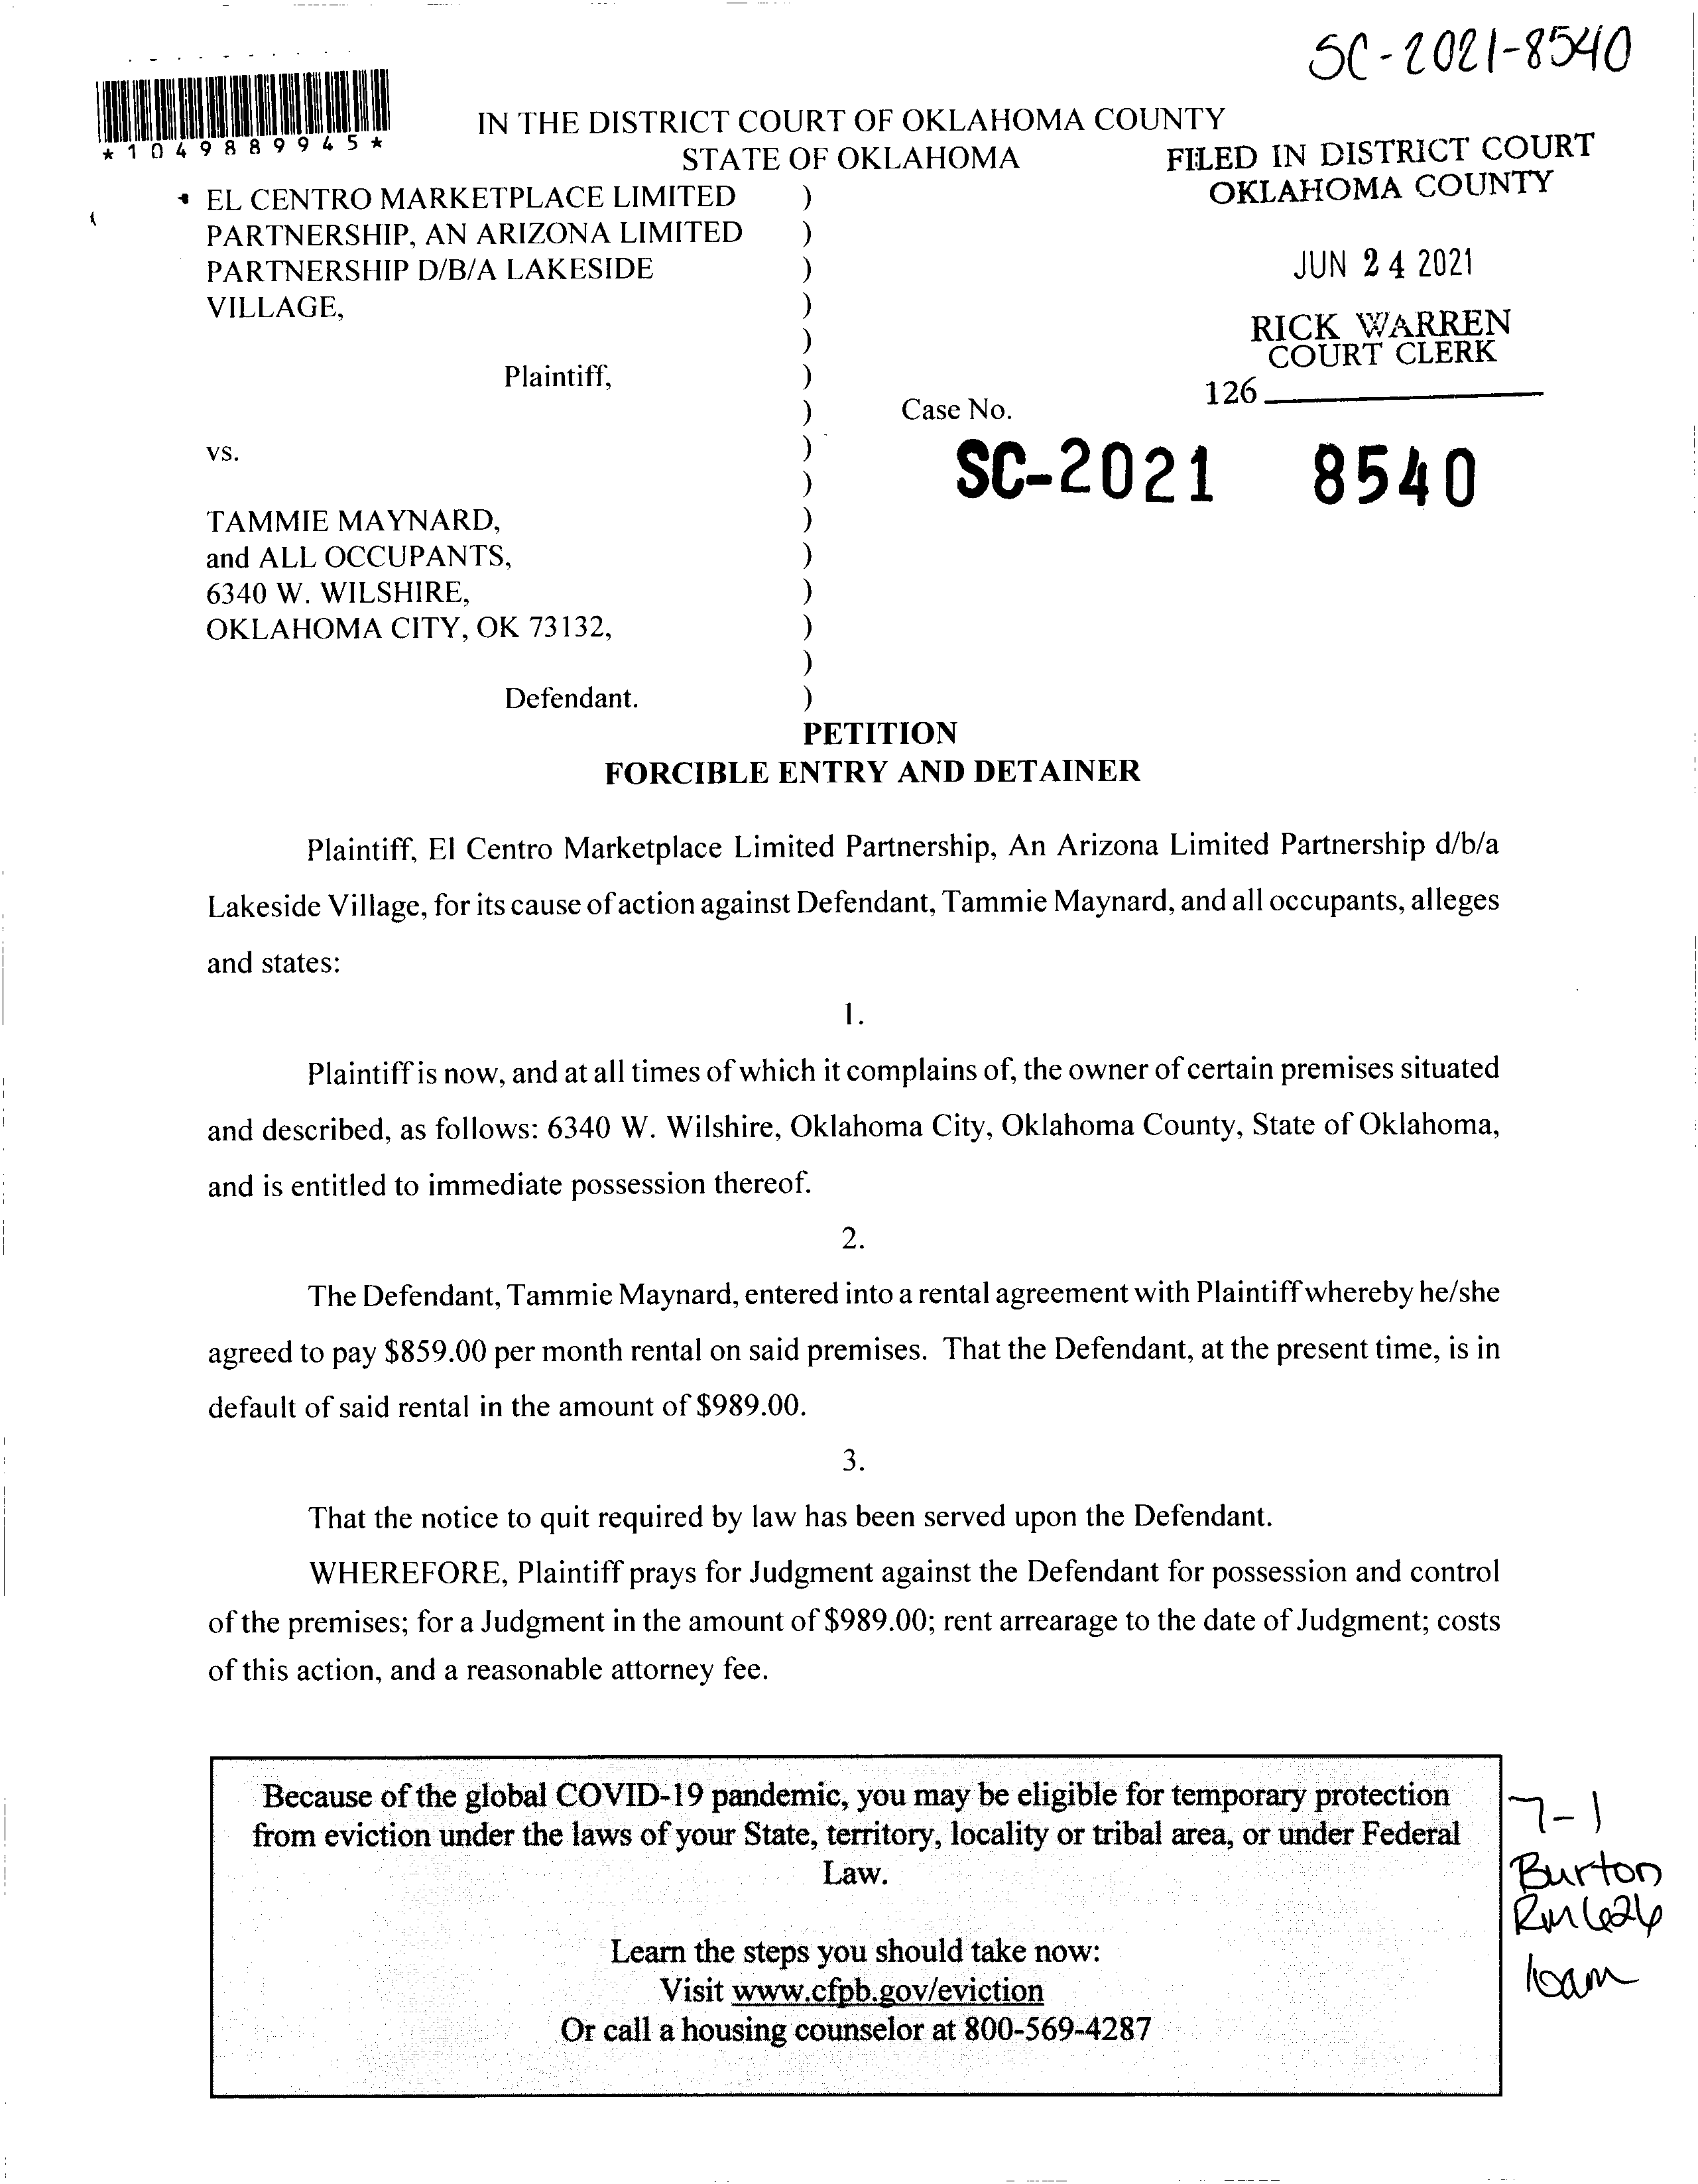 SC-2021-8540
*1049889945*
IN THE DISTRICT COURT OF OKLAHOMA COUNTY
STATE OF OKLAHOMA
FILED IN DISTRICT COURT
OKLAHOMA COUNTY
JUN 24 2021
RICK WARREN
COURT CLERK
126
EL CENTRO MARKETPLACE LIMITED )
PARTNERSHIP, AN ARIZONA LIMITED )
PARTNERSHIP D/B/A LAKESIDE )
VILLAGE, )
)
Plaintiff, )
) Case No.
vs. )
SC-2021 8540
)
TAMMIE MAYNARD, )
and ALL OCCUPANTS, )
6340 W. WILSHIRE, )
OKLAHOMA CITY, OK 73132, )
)
Defendant. )
PETITION
FORCIBLE ENTRY AND DETAINER
Plaintiff, El Centro Marketplace Limited Partnership, An Arizona Limited Partnership d/b/a
Lakeside Village, for its cause of action against Defendant, Tammie Maynard, and all occupants, alleges
and states:
1.
Plaintiff is now, and at all times of which it complains of, the owner of certain premises situated
and described, as follows: 6340 W. Wilshire, Oklahoma City, Oklahoma County, State of Oklahoma,
and is entitled to immediate possession thereof.
2.
The Defendant, Tammie Maynard, entered into a rental agreement with Plaintiff whereby he/she
agreed to pay $859.00 per month rental on said premises. That the Defendant, at the present time, is in
default of said rental in the amount of $989.00.
3.
That the notice to quit required by law has been served upon the Defendant.
WHEREFORE, Plaintiff prays for Judgment against the Defendant for possession and control
of the premises; for a Judgment in the amount of $989.00; rent arrearage to the date of Judgment; costs
of this action, and a reasonable attorney fee.
Because of the global COVID-19 pandemic, you may be eligible for temporary protection
from eviction under the laws of your State, territory, locality or tribal area, or under Federal
Law.
Learn the steps you should take now:
Visit www.cfpb.gov/eviction
Or call a housing counselor at 800-569-4287
7-1
Burton
Rm 626
10am